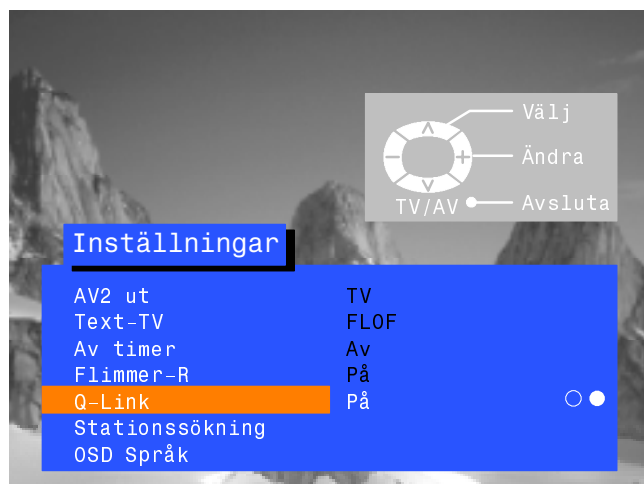 Välj
Ändra
TV/AV Avsluta
Inställningar
AV2 ut TV
Text-TV FLOF
Av timer Av
Flimmer-R På
Q-Link På
Stationssökning
OSD Språk